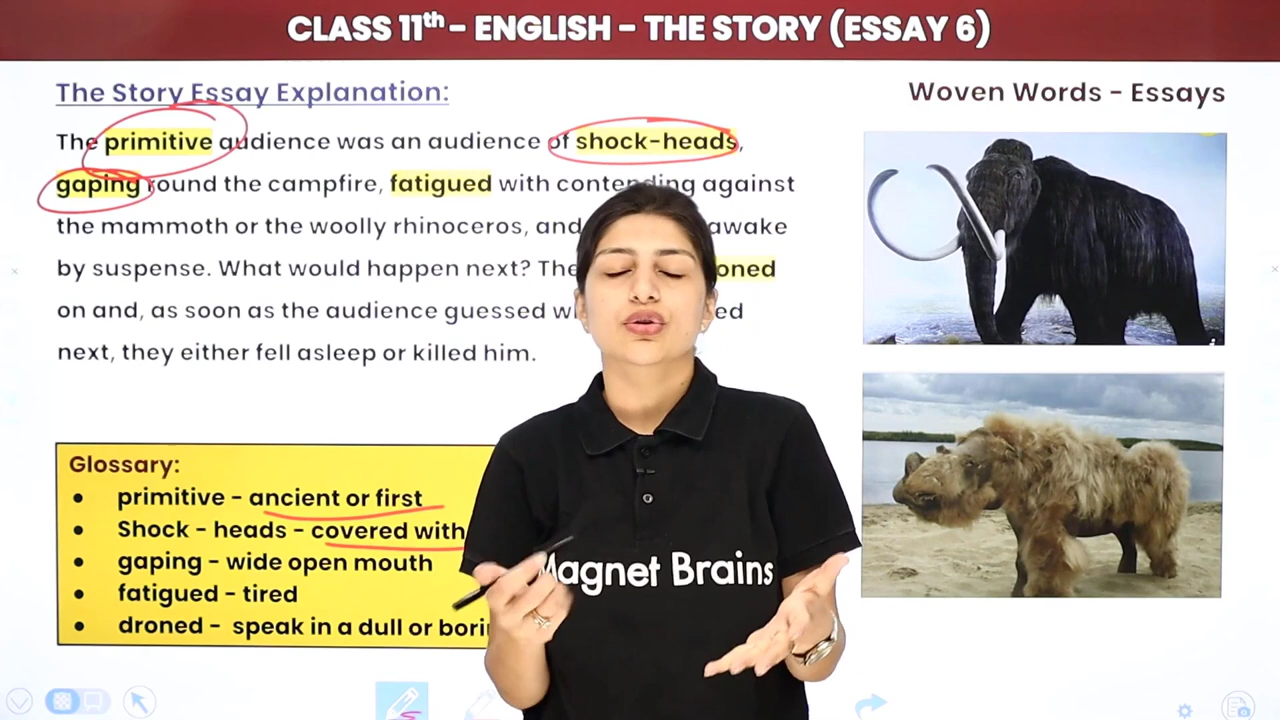 CLASS 11th - ENGLISH - THE STORY (ESSAY 6)
The Story Essay Explanation:
Woven Words - Essays
The primitive audience was an audience of shock-heads,
gaping round the campfire, fatigued with contending against
the mammoth or the woolly rhinoceros, and awake
by suspense. What would happen next? The oned
on and, as soon as the audience guessed ed
next, they either fell asleep or killed him.
Glossary:
• primitive - ancient or first
• Shock - heads - covered with
• gaping - wide open mouth
• fatigued - tired
• droned - speak in a dull or
Magnet Brains